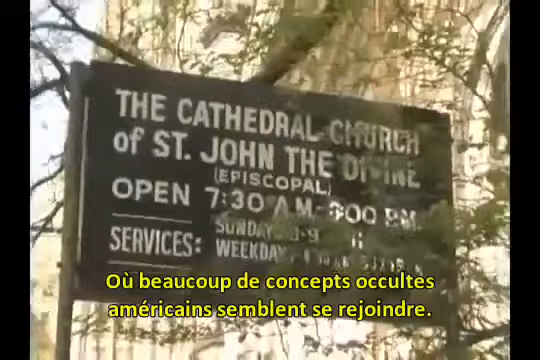 THE CATHEDRAL CHURCH
of ST. JOHN THE DIVINE
(EPISCOPAL)
OPEN 7:30 A.M. P.M.
SERVICES: SUNDAY
WEEKDAY
Où beaucoup de concepts occultes
américains semblent se rejoindre.